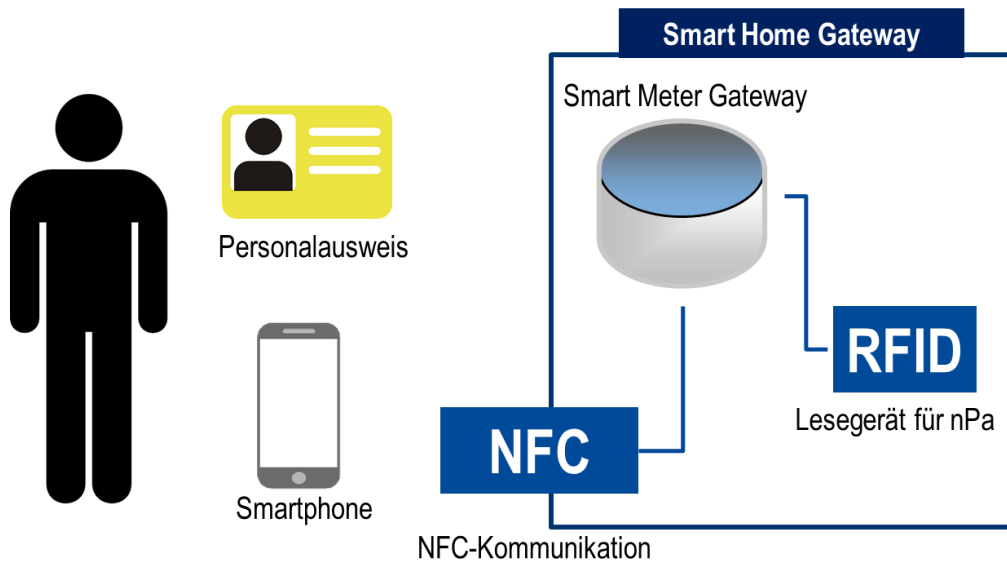 Smart Home Gateway
Smart Meter Gateway
Personalausweis
RFID
Lesegerät für nPa
NFC
Smartphone
NFC-Kommunikation